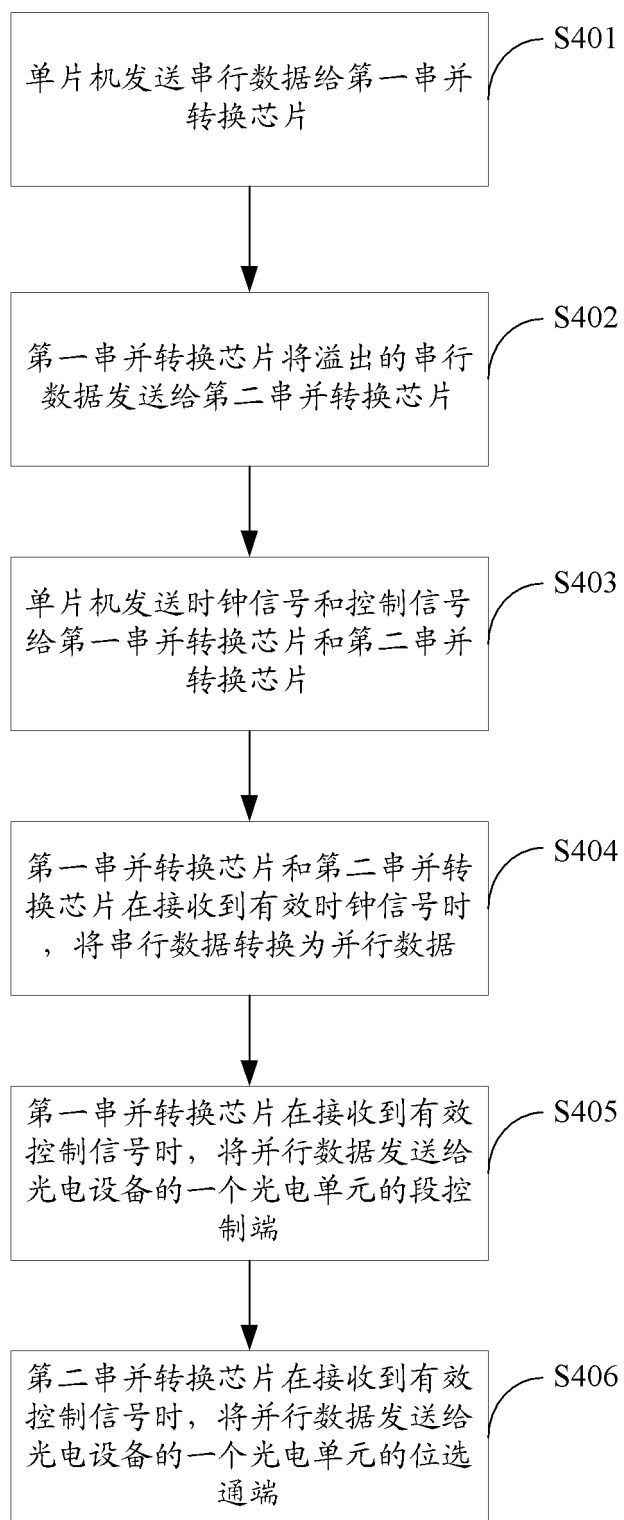 单片机发送串行数据给第一串并
转换芯片
S401
第一串并转换芯片将溢出的串行
数据发送给第二串并转换芯片
S402
单片机发送时钟信号和控制信号
给第一串并转换芯片和第二串并
转换芯片
S403
第一串并转换芯片和第二串并转
换芯片在接收到有效时钟信号时
，将串行数据转换为并行数据
S404
第一串并转换芯片在接收到有效
控制信号时，将并行数据发送给
光电设备的一个光电单元的段控
制端
S405
第二串并转换芯片在接收到有效
控制信号时，将并行数据发送给
光电设备的一个光电单元的位选
通端
S406